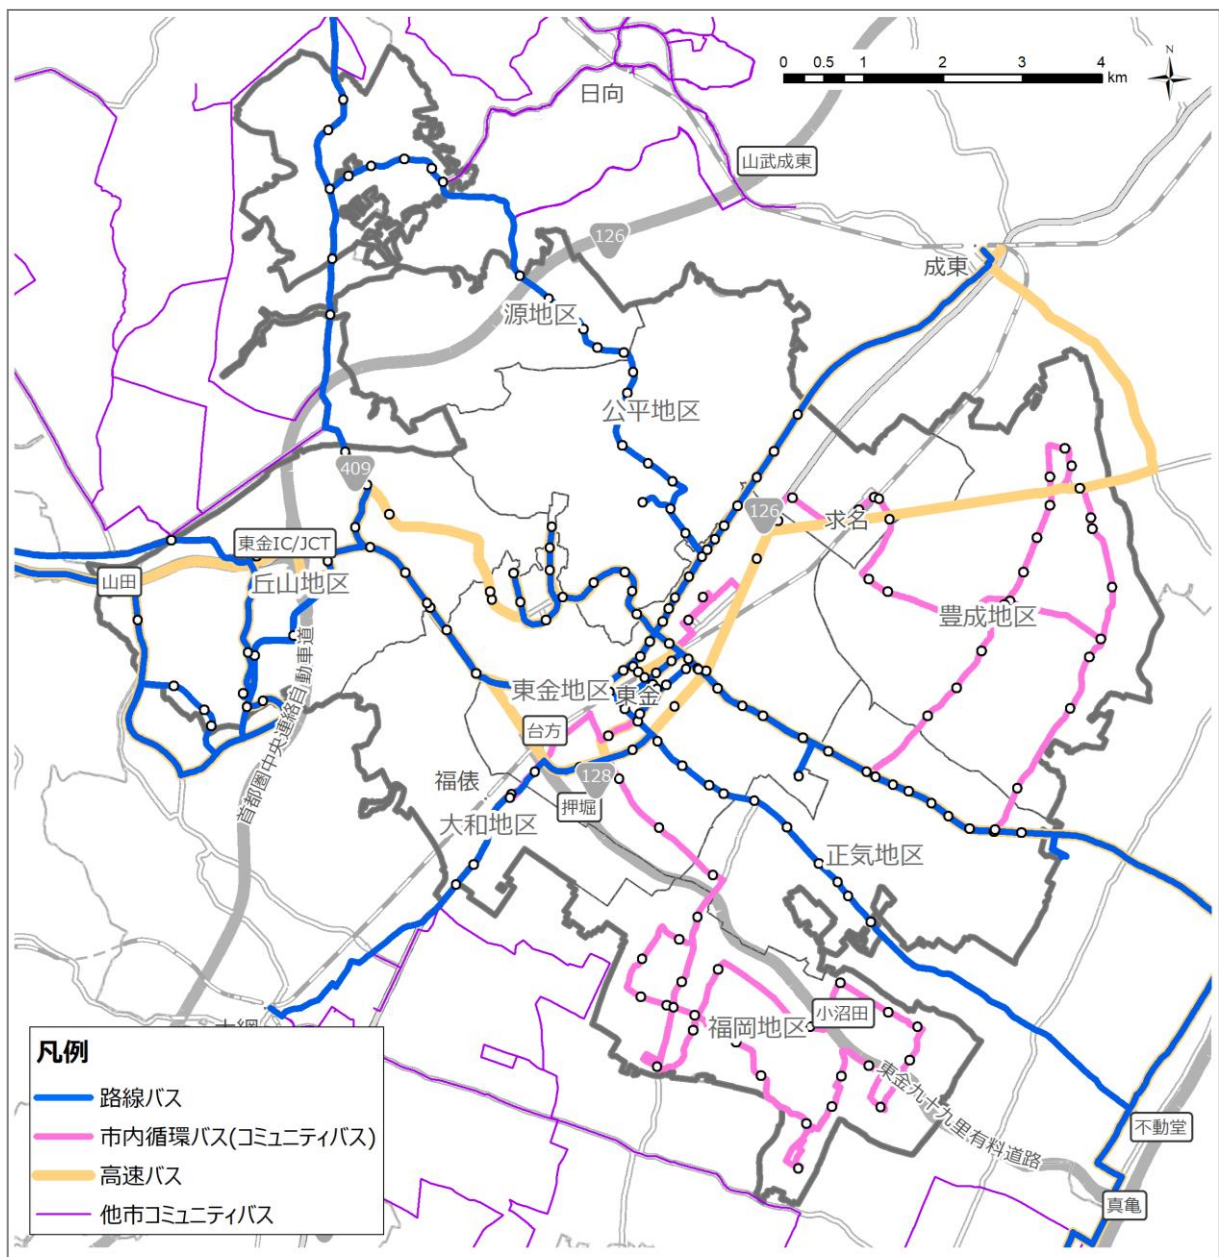 0 0.5 1 2 3 4
km
N
日向
山武成東
126
成東
源地区
公平地区
409
126
求名
東金IC/JCT
山田
丘山地区
豊成地区
首都圏中央連絡自動車道
東金地区
東金
台方
福俵
128
押堀
大和地区
正気地区
福岡地区
小沼田
東金九十九里有料道路
不動堂
真亀
凡例
路線バス
市内循環バス(コミュニティバス)
高速バス
他市コミュニティバス